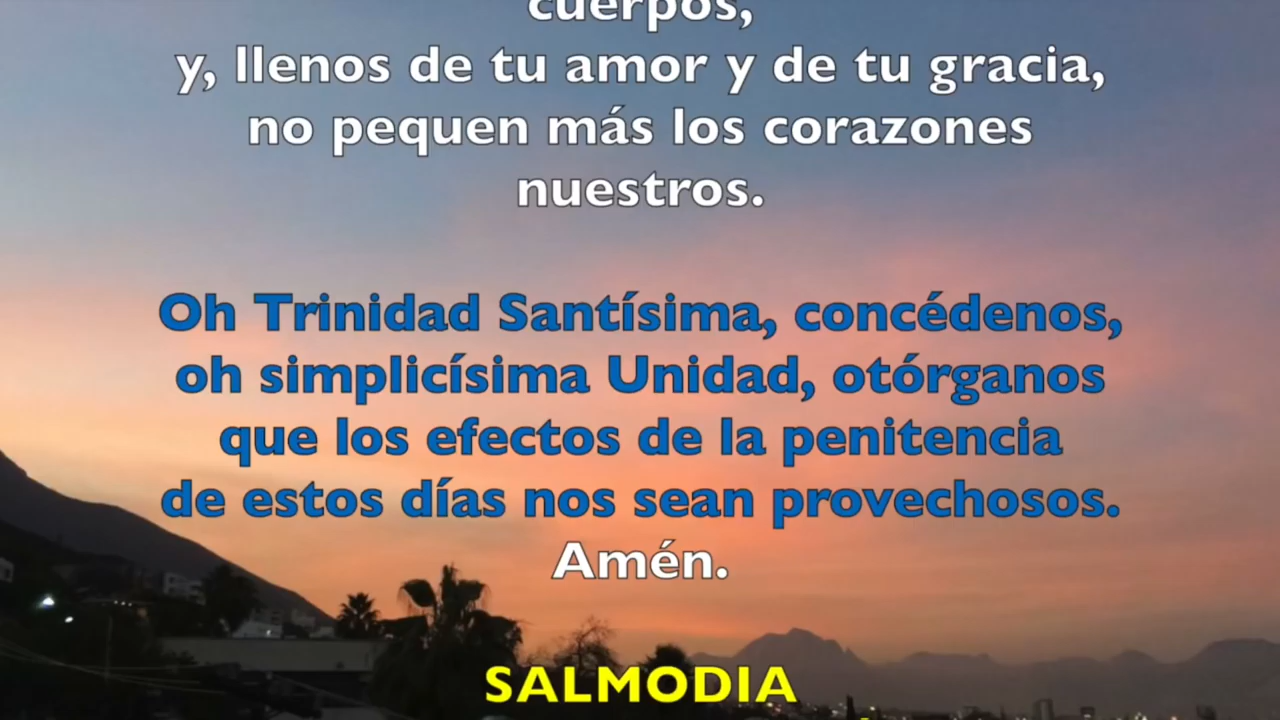 cuerpos,
y, llenos de tu amor y de tu gracia,
no pequen más los corazones
nuestros.
Oh Trinidad Santísima, concédenos,
oh simplicísima Unidad, otórganos
que los efectos de la penitencia
de estos días nos sean provechosos.
Amén.
SALMODIA